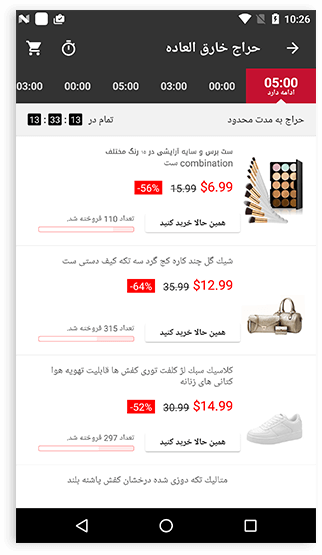 10:26
حراج خارق العاده
05:00
ادامه دارد
00:00
03:00
05:00
00:00
03:00
حراج به مدت محدود
تمام در 13 : 33 : 13
ست برس و سایه آرایشی در ۱۵ رنگ مختلف
combination ست
$6.99 15.99 -56%
همین حالا خرید کنید
تعداد 110 فروخته شد.
شیک گل چند کاره کج گرد سه تکه کیف دستی ست
$12.99 35.99 -64%
همین حالا خرید کنید
تعداد 315 فروخته شد.
کلاسیک سبک لژ کلفت توری کفش ها قابلیت تهویه هوا
کتانی های زنانه
$14.99 30.99 -52%
همین حالا خرید کنید
تعداد 297 فروخته شد.
متالیک تکه دوزی شده درخشان کفش پاشنه بلند